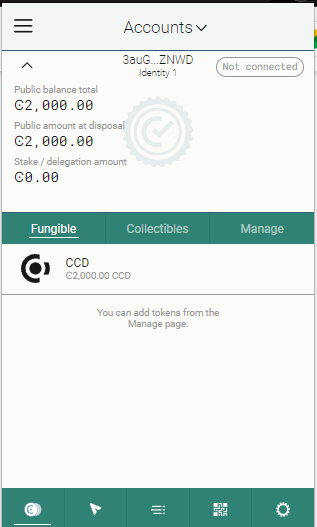 Accounts
3auG...ZNWD
Identity 1
Not connected
Public balance total
Ͼ2,000.00
Public amount at disposal
Ͼ2,000.00
Stake / delegation amount
Ͼ0.00
Fungible
Collectibles
Manage
CCD
Ͼ2,000.00 CCD
You can add tokens from the
Manage page.